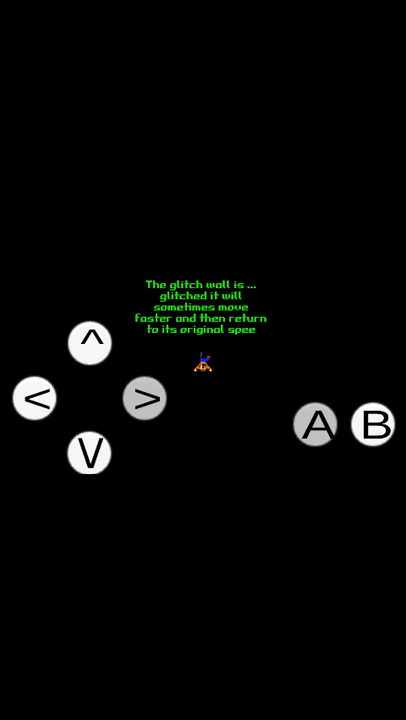 The glitch wall is ...
glitched it will
sometimes move
faster and then return
to its original spee
^
< >
V
A B